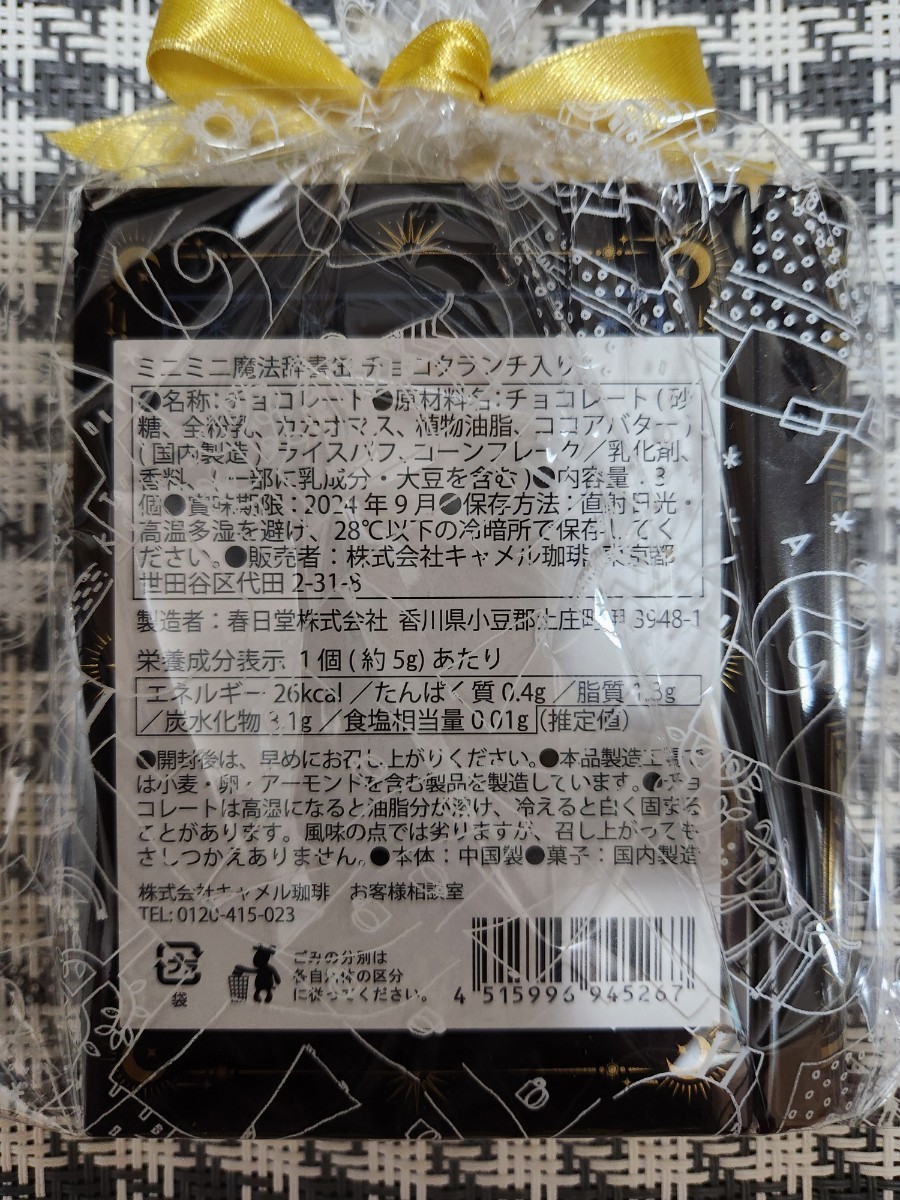 ミニミニ魔法辞書缶 チョコクランチ入り
●名称：チョコレート●原材料名：チョコレート ( 砂
糖、全粉乳、カカオマス、植物油脂、ココアバター )
( 国内製造 ) ライスパフ、コーンフレーク／乳化剤、
香料、(一部に乳成分・大豆を含む )●内容量：3
個●賞味期限：2024 年 9 月●保存方法：直射日光・
高温多湿を避け、28℃以下の冷暗所で保存してく
ださい。●販売者：株式会社キャメル珈琲 東京都
世田谷区代田 2-31-8
製造者：春日堂株式会社 香川県小豆郡土庄町甲 3948-1
栄養成分表示 1 個 ( 約 5g) あたり
エネルギー 26kcal ／たんぱく質 0.4g ／脂質 1.3g
／炭水化物 3.1g ／食塩相当量 0.01g (推定値)
●開封後は、早めにお召し上がりください。●本品製造工場で
は小麦・卵・アーモンドを含む製品を製造しています。●チョ
コレートは高湿になると油脂分が溶け、冷えると白く固まる
ことがあります。風味の点では劣りますが、召し上がっても
さしつかえありません。●本体：中国製●菓子：国内製造
株式会社キャメル珈琲 お客様相談室
TEL: 0120-415-023
プラ
袋
ごみの分別は
各自治体の区分
に従ってください。
4 515996 945267